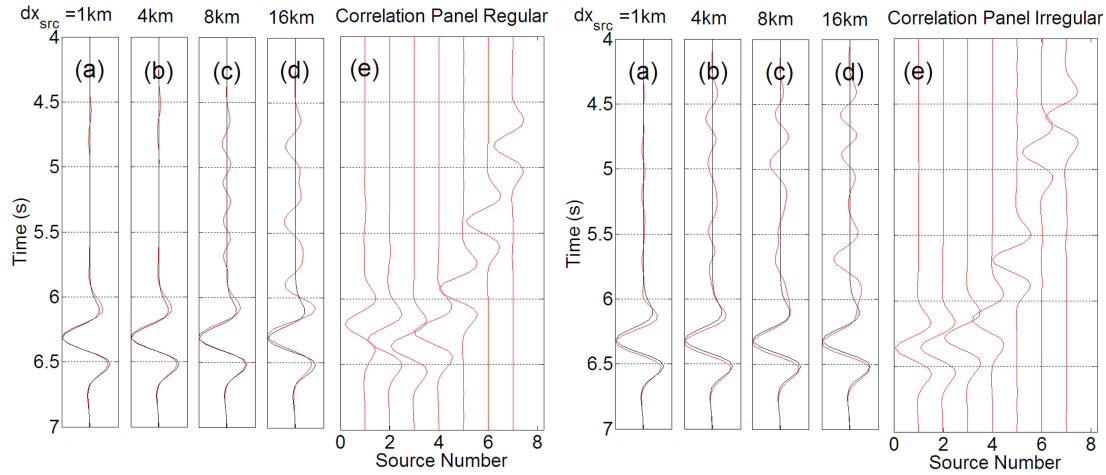 dx_src =1km 4km 8km 16km Correlation Panel Regular
(a) (b) (c) (d) (e)
4
4.5
5
5.5
6
6.5
7
Time (s)
0 2 4 6 8
Source Number
dx_src =1km 4km 8km 16km Correlation Panel Irregular
(a) (b) (c) (d) (e)
4
4.5
5
5.5
6
6.5
7
Time (s)
0 2 4 6 8
Source Number